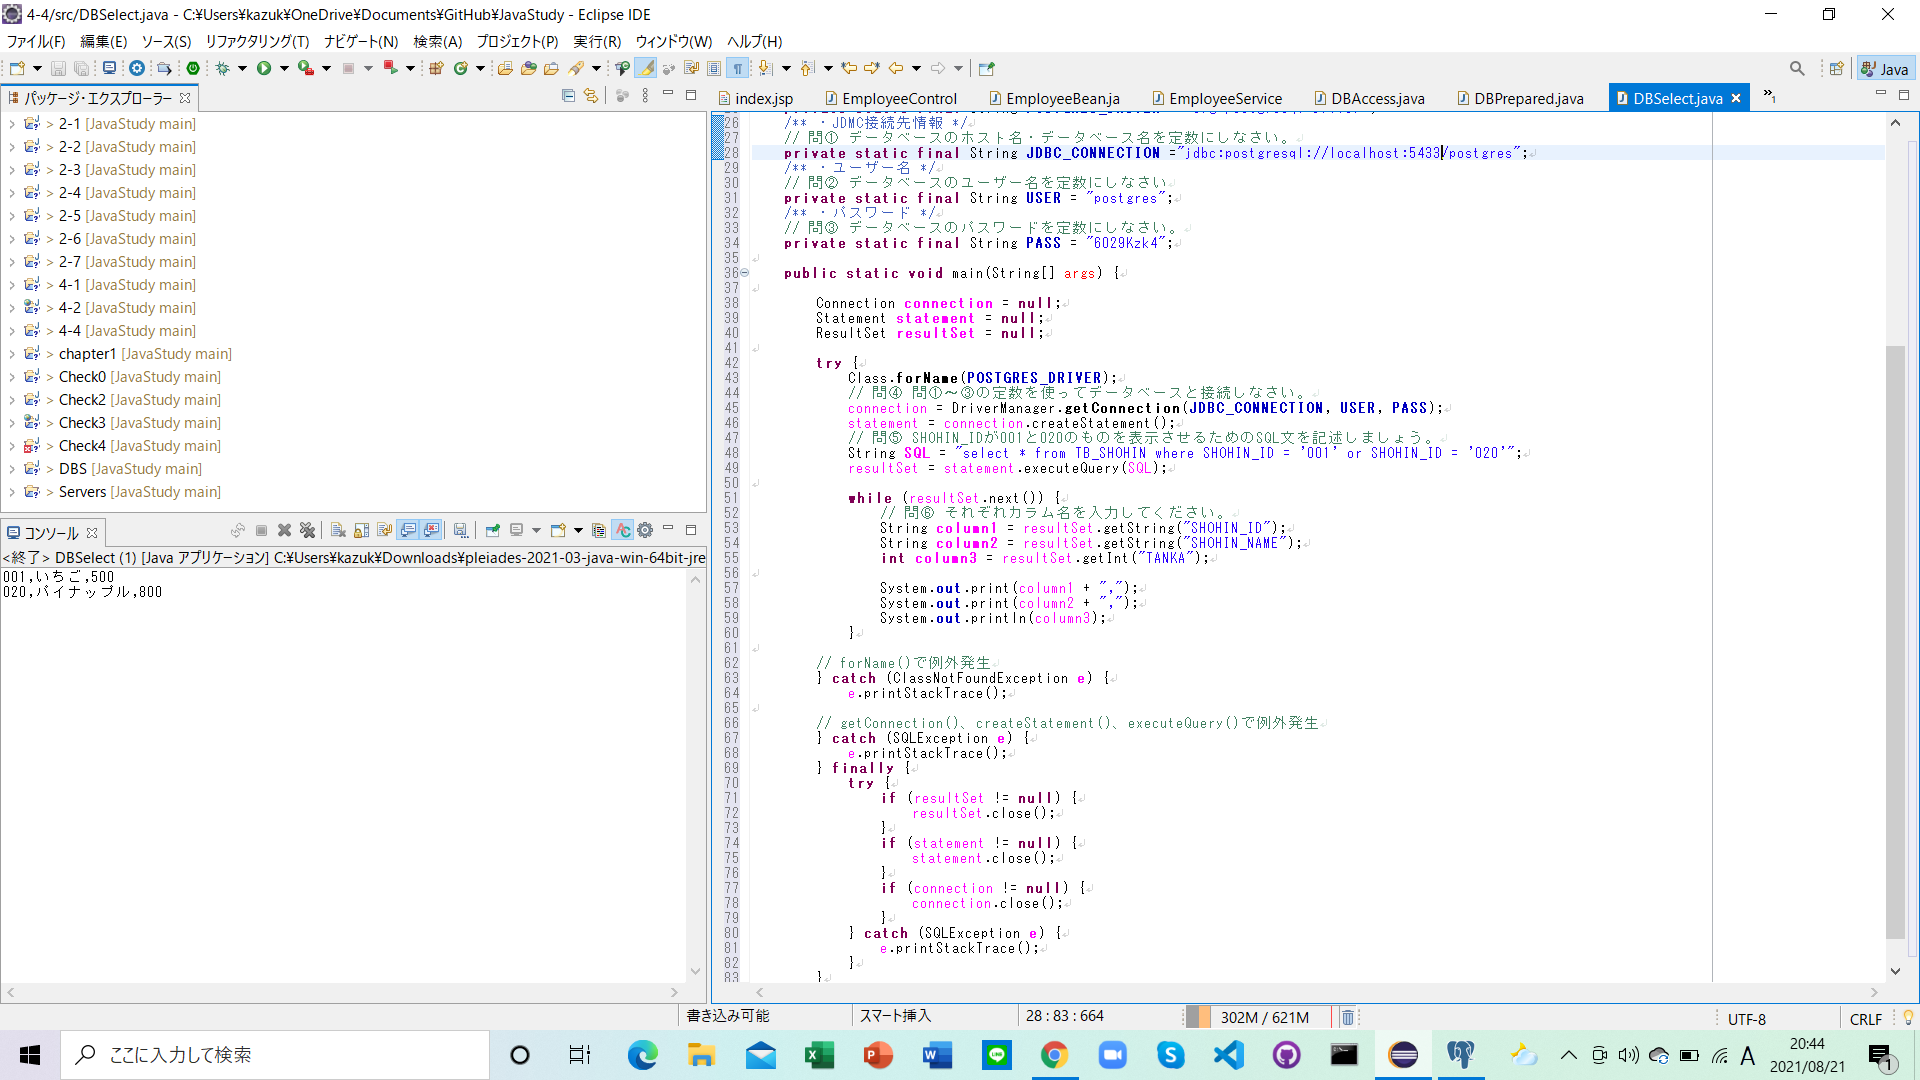 4-4/src/DBSelect.java - C:¥Users¥kazuk¥OneDrive¥Documents¥GitHub¥JavaStudy - Eclipse IDE
ファイル(F) 編集(E) ソース(S) リファクタリング(T) ナビゲート(N) 検索(A) プロジェクト(P) 実行(R) ウィンドウ(W) ヘルプ(H)
Java
パッケージ・エクスプローラー
> 2-1 [JavaStudy main]
> 2-2 [JavaStudy main]
> 2-3 [JavaStudy main]
> 2-4 [JavaStudy main]
> 2-5 [JavaStudy main]
> 2-6 [JavaStudy main]
> 2-7 [JavaStudy main]
> 4-1 [JavaStudy main]
> 4-2 [JavaStudy main]
> 4-4 [JavaStudy main]
> chapter1 [JavaStudy main]
> Check0 [JavaStudy main]
> Check2 [JavaStudy main]
> Check3 [JavaStudy main]
> Check4 [JavaStudy main]
> DBS [JavaStudy main]
> Servers [JavaStudy main]
コンソール
<終了> DBSelect (1) [Java アプリケーション] C:¥Users¥kazuk¥Downloads¥pleiades-2021-03-java-win-64bit-jre
001,いちご,500
020,パイナップル,800
index.jsp EmployeeControl EmployeeBean.ja EmployeeService DBAccess.java DBPrepared.java DBSelect.java »1
26 /** ・JDMC接続先情報 */
27 // 問① データベースのホスト名・データベース名を定数にしなさい。
28 private static final String JDBC_CONNECTION ="jdbc:postgresql://localhost:5433/postgres";
29 /** ・ユーザー名 */
30 // 問② データベースのユーザー名を定数にしなさい
31 private static final String USER = "postgres";
32 /** ・パスワード */
33 // 問③ データベースのパスワードを定数にしなさい。
34 private static final String PASS = "6029Kzk4";
35
36 public static void main(String[] args) {
37
38 Connection connection = null;
39 Statement statement = null;
40 ResultSet resultSet = null;
41
42 try {
43 Class.forName(POSTGRES_DRIVER);
44 // 問④ 問①～③の定数を使ってデータベースと接続しなさい。
45 connection = DriverManager.getConnection(JDBC_CONNECTION, USER, PASS);
46 statement = connection.createStatement();
47 // 問⑤ SHOHIN_IDが001と020のものを表示させるためのSQL文を記述しましょう。
48 String SQL = "select * from TB_SHOHIN where SHOHIN_ID = '001' or SHOHIN_ID = '020'";
49 resultSet = statement.executeQuery(SQL);
50
51 while (resultSet.next()) {
52 // 問⑥ それぞれカラム名を入力してください。
53 String column1 = resultSet.getString("SHOHIN_ID");
54 String column2 = resultSet.getString("SHOHIN_NAME");
55 int column3 = resultSet.getInt("TANKA");
56
57 System.out.print(column1 + ",");
58 System.out.print(column2 + ",");
59 System.out.println(column3);
60 }
61
62 // forName()で例外発生
63 } catch (ClassNotFoundException e) {
64 e.printStackTrace();
65
66 // getConnection()、createStatement()、executeQuery()で例外発生
67 } catch (SQLException e) {
68 e.printStackTrace();
69 } finally {
70 try {
71 if (resultSet != null) {
72 resultSet.close();
73 }
74 if (statement != null) {
75 statement.close();
76 }
77 if (connection != null) {
78 connection.close();
79 }
80 } catch (SQLException e) {
81 e.printStackTrace();
82 }
83 }
書き込み可能 スマート挿入 28 : 83 : 664 302M / 621M UTF-8 CRLF
ここに入力して検索
A
20:44
2021/08/21
1